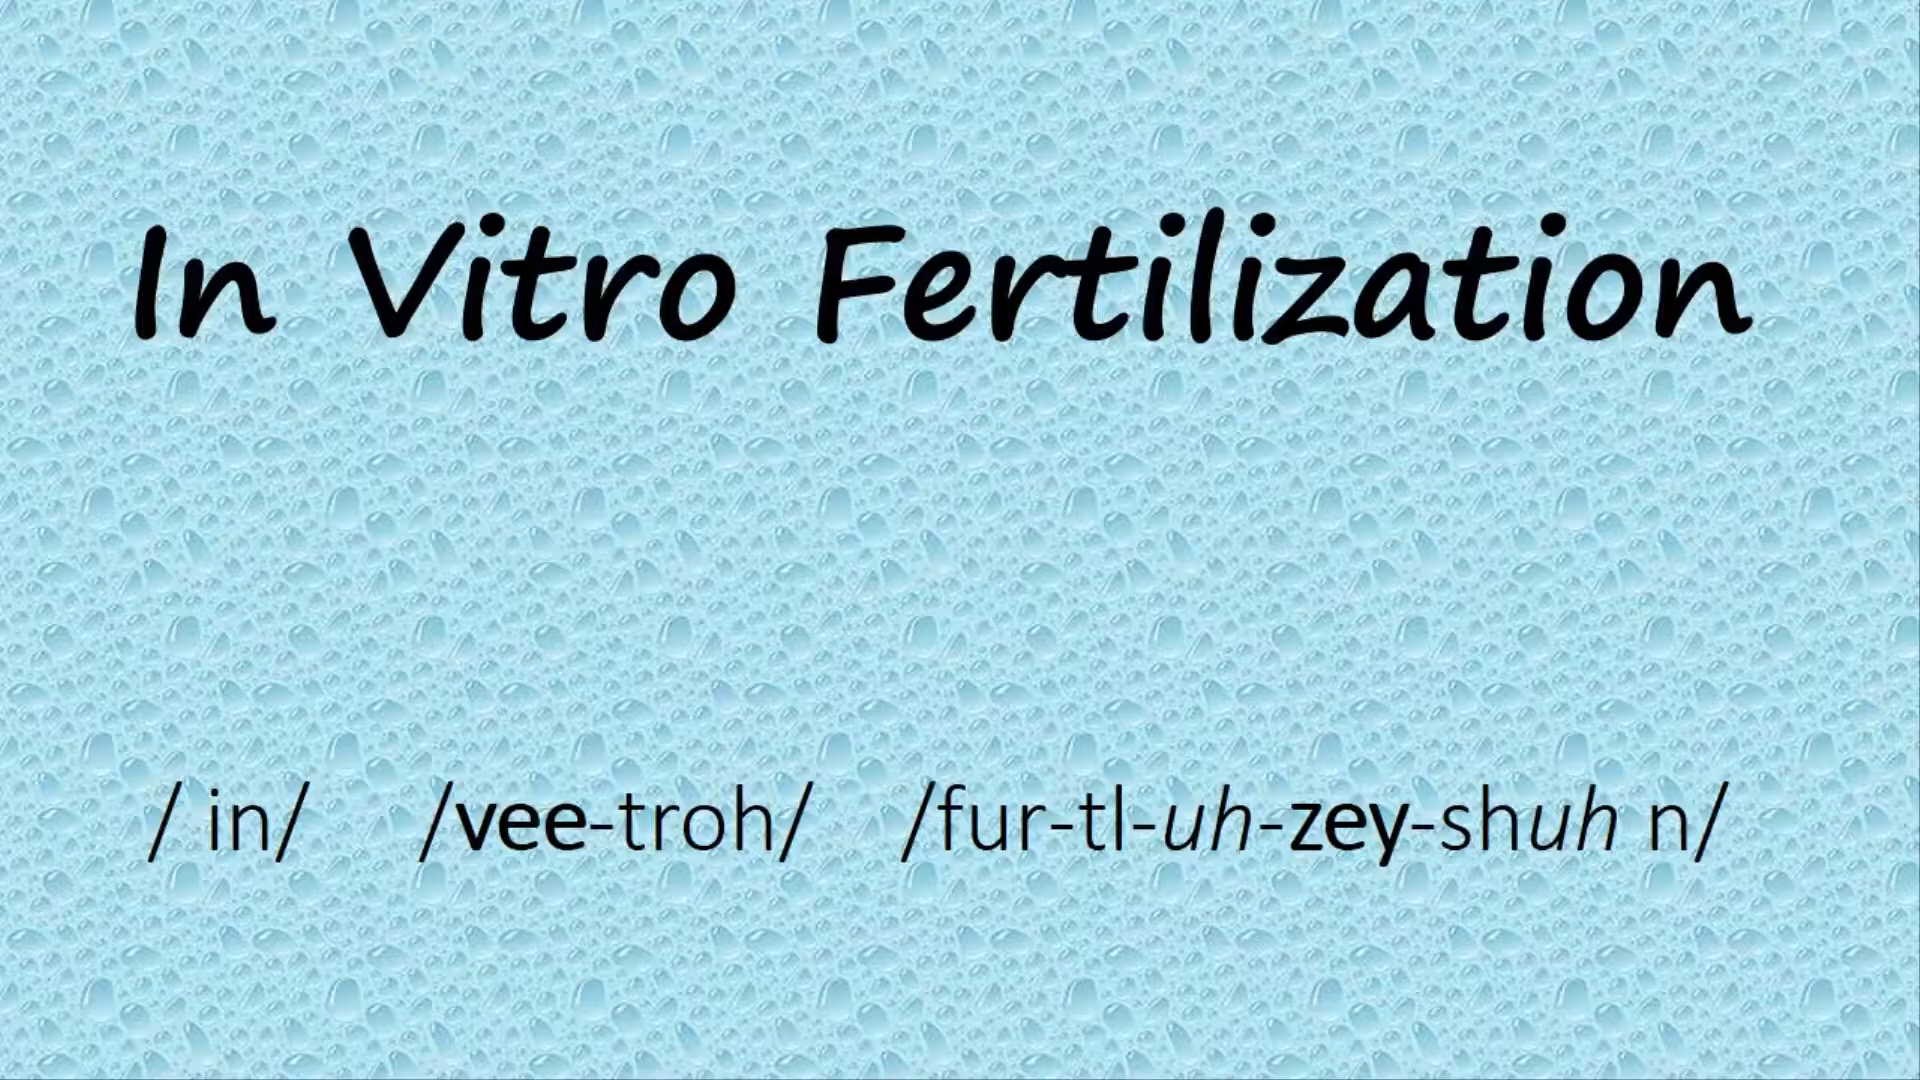 In Vitro Fertilization
/ in/ /vee-troh/ /fur-tl-uh-zey-shuh n/